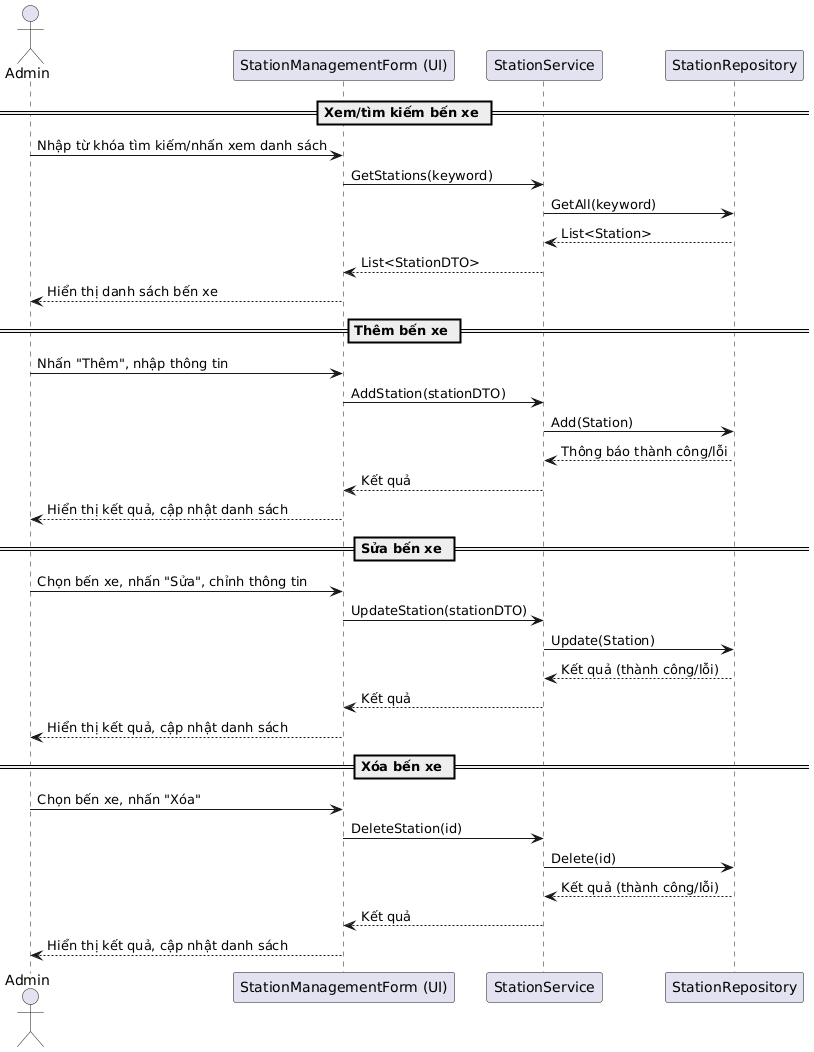 Admin
StationManagementForm (UI)
StationService
StationRepository
Xem/tìm kiếm bến xe
Nhập từ khóa tìm kiếm/nhấn xem danh sách
GetStations(keyword)
GetAll(keyword)
List<Station>
List<StationDTO>
Hiển thị danh sách bến xe
Thêm bến xe
Nhấn "Thêm", nhập thông tin
AddStation(stationDTO)
Add(Station)
Thông báo thành công/lỗi
Kết quả
Hiển thị kết quả, cập nhật danh sách
Sửa bến xe
Chọn bến xe, nhấn "Sửa", chỉnh thông tin
UpdateStation(stationDTO)
Update(Station)
Kết quả (thành công/lỗi)
Kết quả
Hiển thị kết quả, cập nhật danh sách
Xóa bến xe
Chọn bến xe, nhấn "Xóa"
DeleteStation(id)
Delete(id)
Kết quả (thành công/lỗi)
Kết quả
Hiển thị kết quả, cập nhật danh sách
Admin
StationManagementForm (UI)
StationService
StationRepository